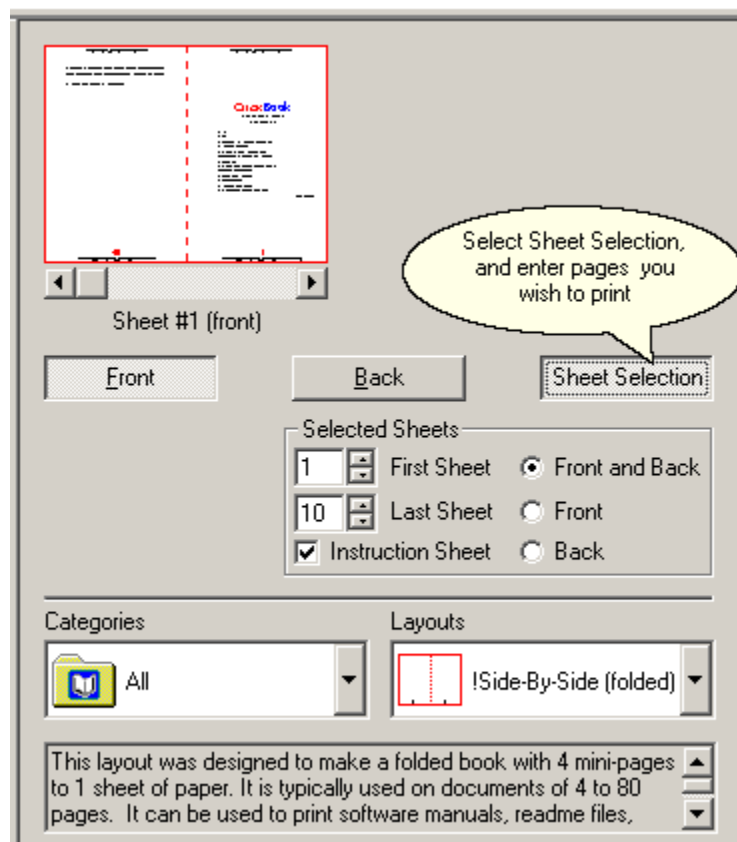 ClickBook
Select Sheet Selection,
and enter pages you
wish to print
Sheet #1 (front)
Front
Back
Sheet Selection
Selected Sheets
1 First Sheet Front and Back
10 Last Sheet Front
Instruction Sheet Back
Categories
Layouts
All
!Side-By-Side (folded)
This layout was designed to make a folded book with 4 mini-pages
to 1 sheet of paper. It is typically used on documents of 4 to 80
pages. It can be used to print software manuals, readme files,